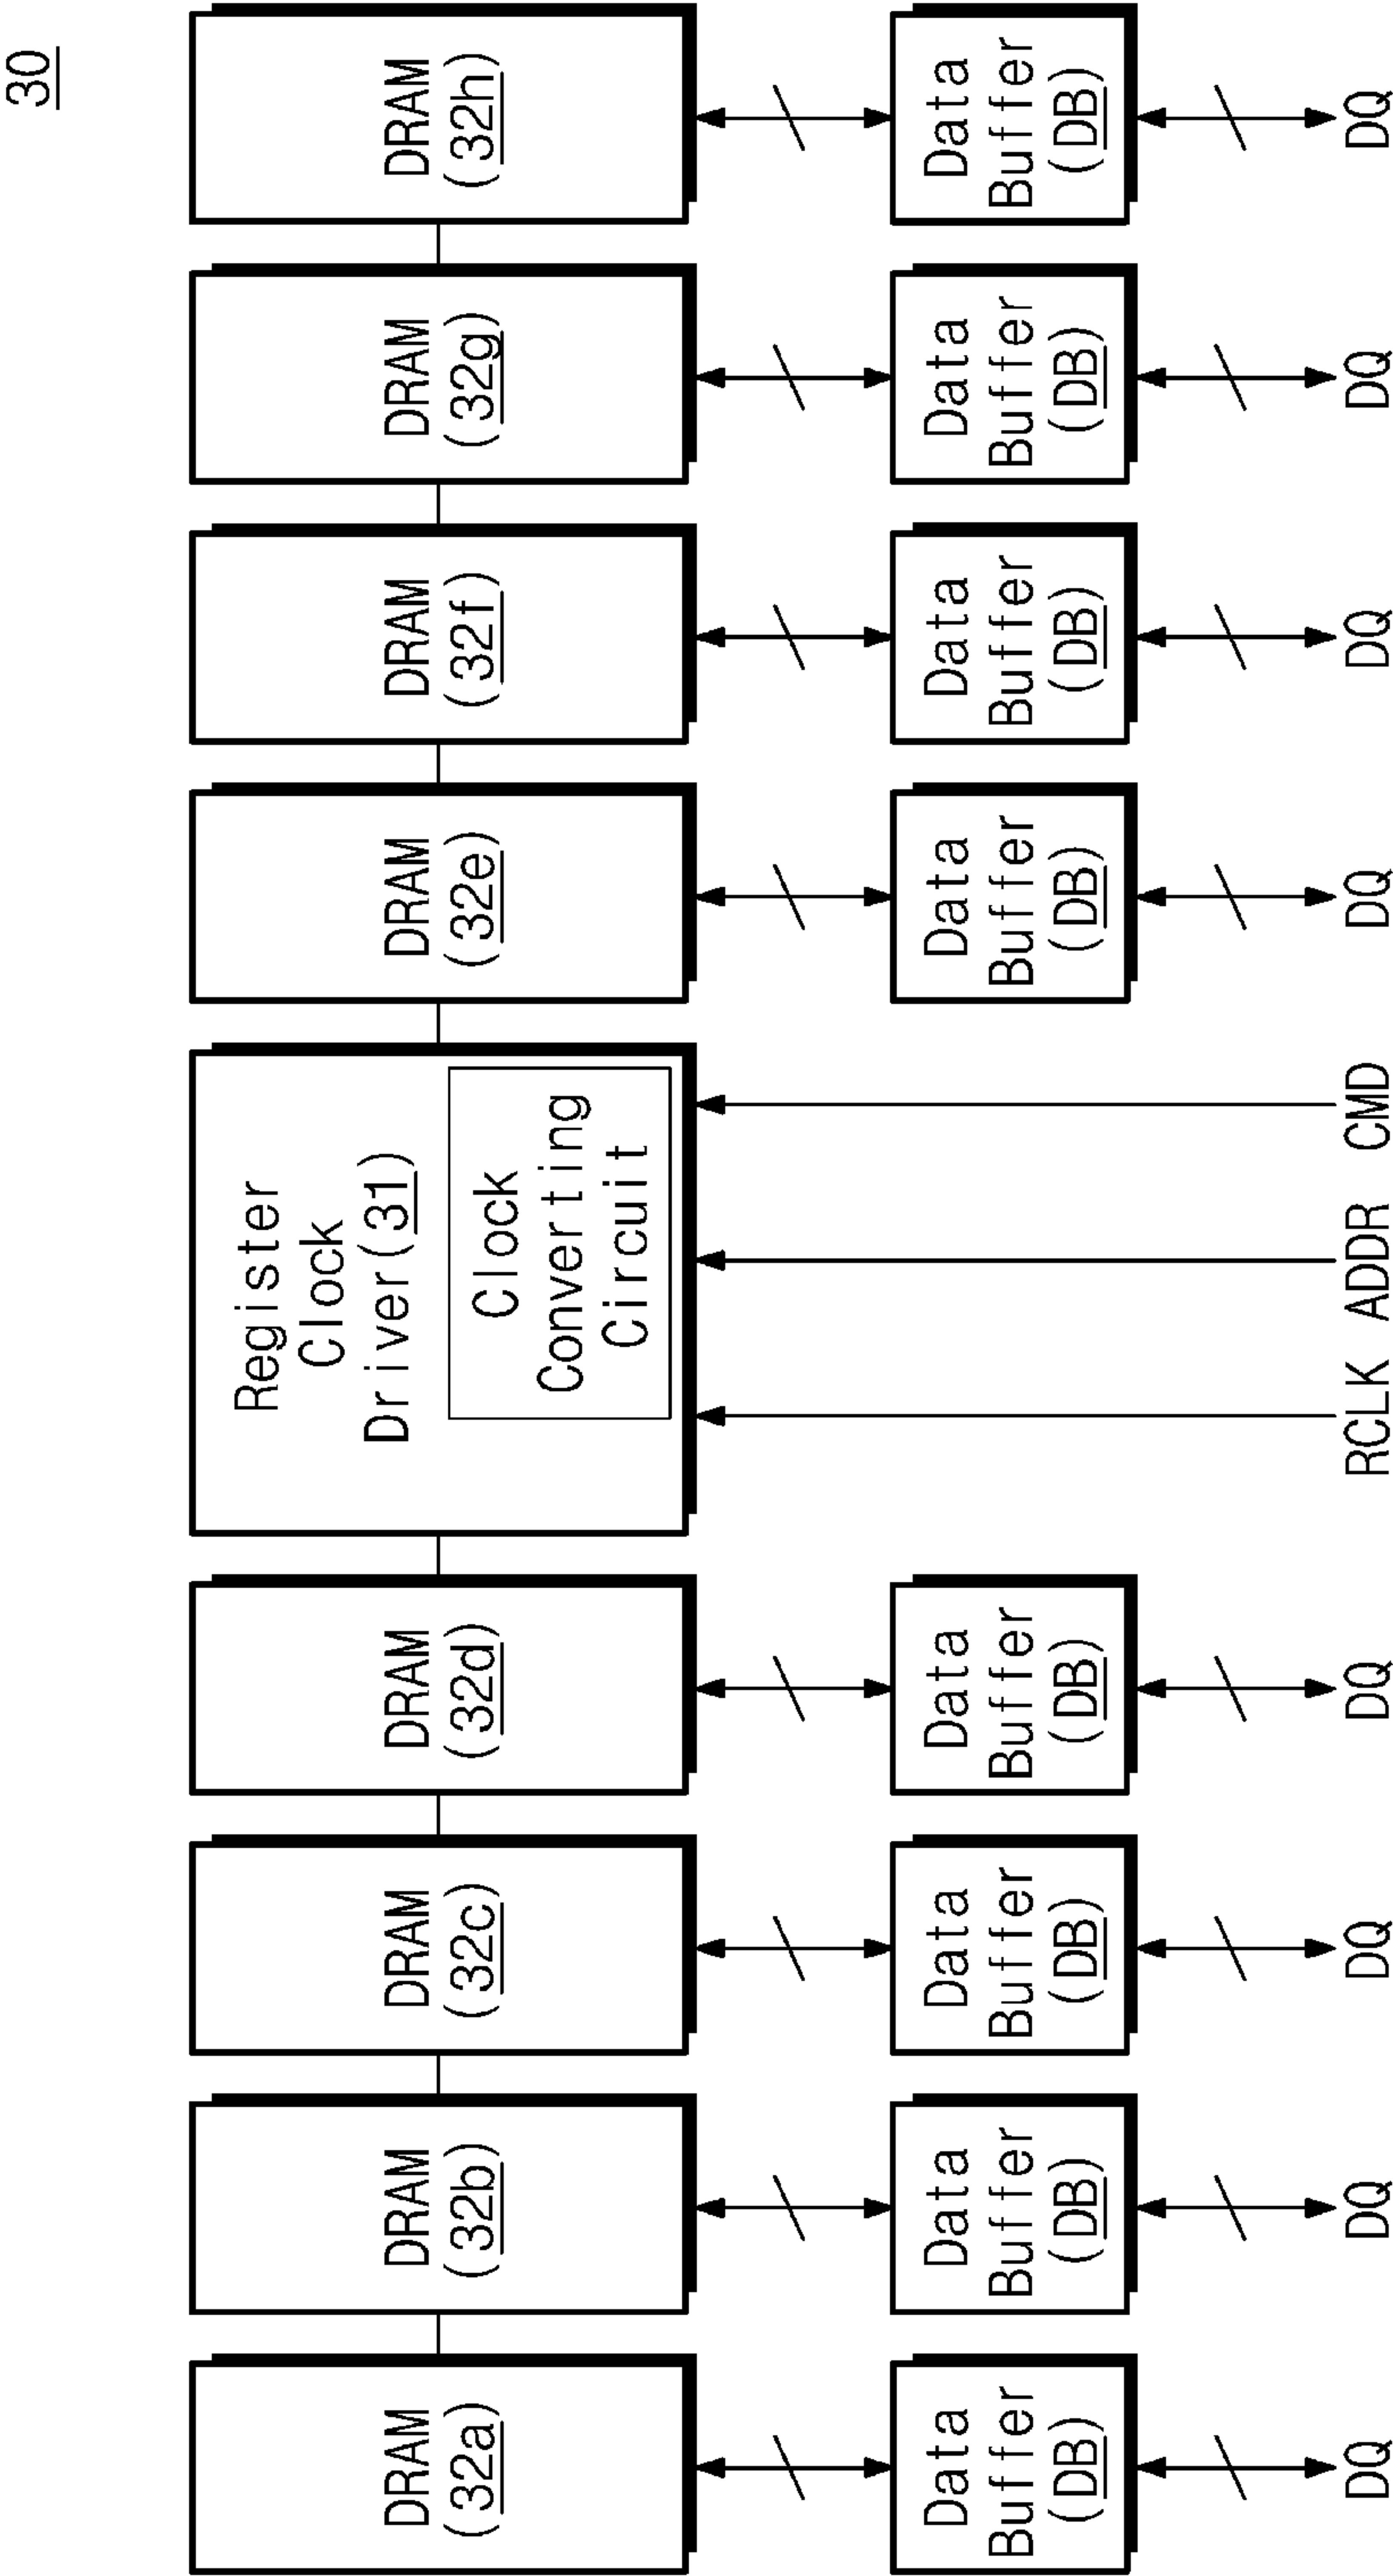 30
DRAM
(32a)
DRAM
(32b)
DRAM
(32c)
DRAM
(32d)
Register
Clock
Driver(31)
Clock
Converting
Circuit
DRAM
(32e)
DRAM
(32f)
DRAM
(32g)
DRAM
(32h)
Data
Buffer
(DB)
Data
Buffer
(DB)
Data
Buffer
(DB)
Data
Buffer
(DB)
Data
Buffer
(DB)
Data
Buffer
(DB)
Data
Buffer
(DB)
Data
Buffer
(DB)
DQ
DQ
DQ
DQ
RCLK
ADDR
CMD
DQ
DQ
DQ
DQ